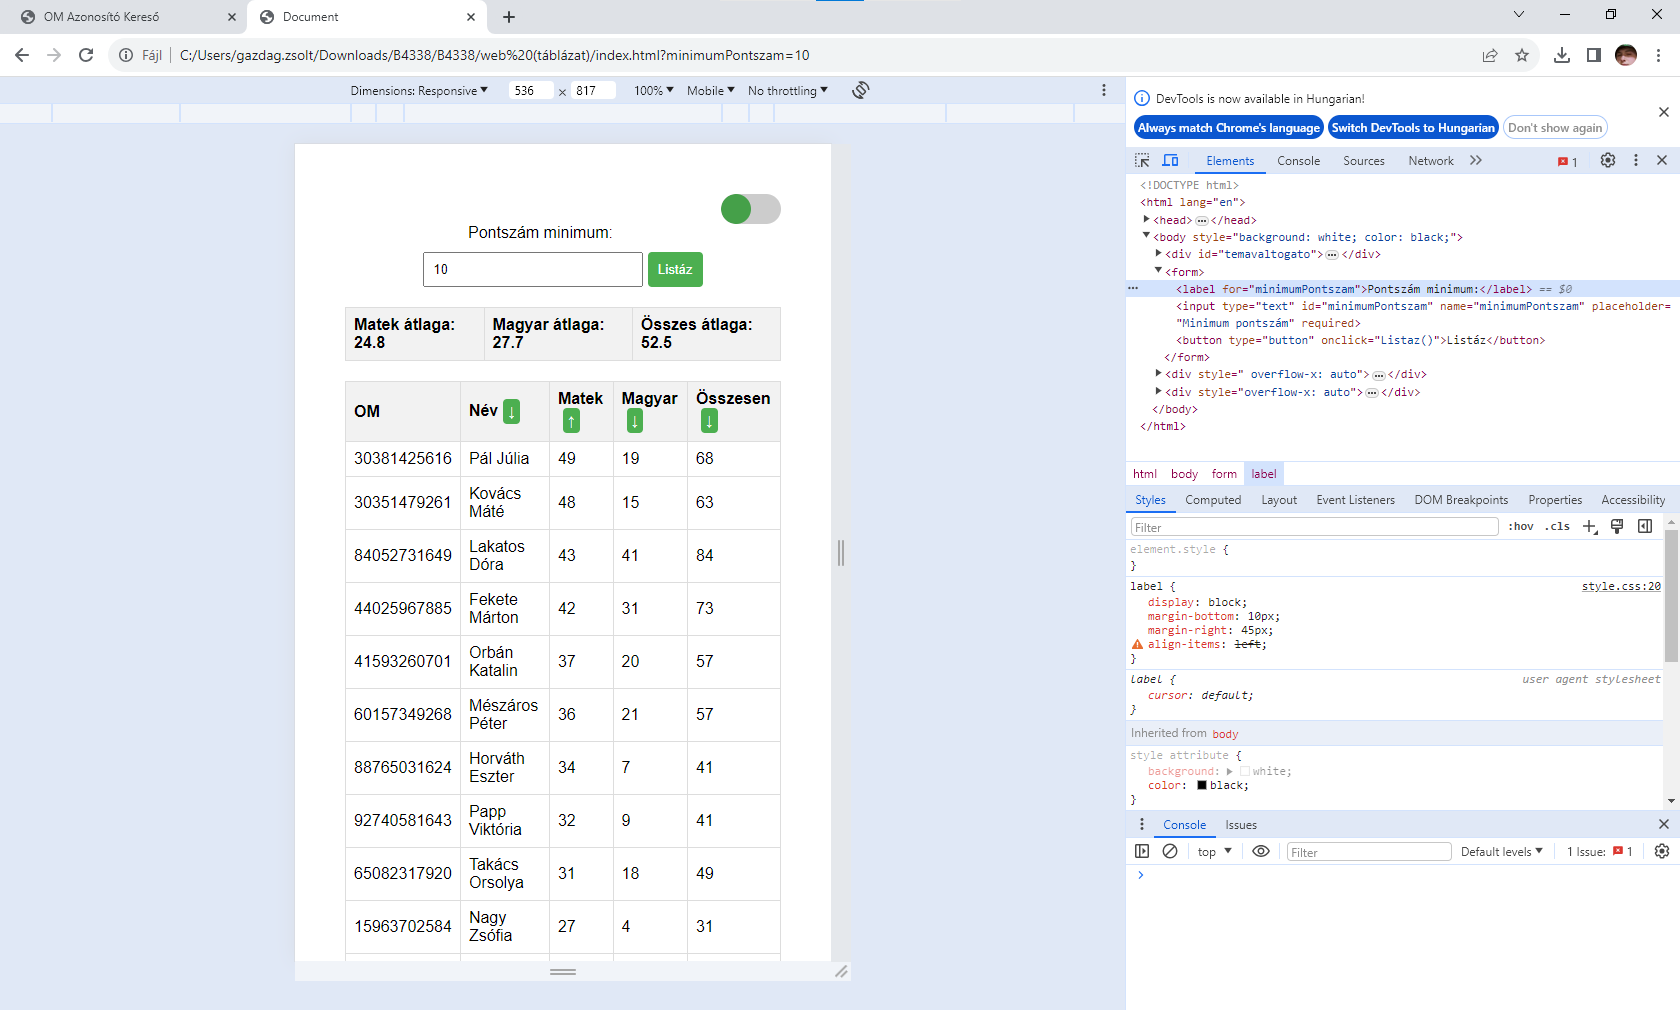 OM Azonosító Kereső
Document
Fájl
C:/Users/gazdag.zsolt/Downloads/B4338/B4338/web%20(táblázat)/index.html?minimumPontszam=10
Dimensions: Responsive
536 x 817
100%
Mobile
No throttling
Pontszám minimum:
10
Listáz
Matek átlaga: 24.8
Magyar átlaga: 27.7
Összes átlaga: 52.5
OM Név ↓ Matek ↑ Magyar ↓ Összesen ↓
30381425616 Pál Júlia 49 19 68
30351479261 Kovács Máté 48 15 63
84052731649 Lakatos Dóra 43 41 84
44025967885 Fekete Márton 42 31 73
41593260701 Orbán Katalin 37 20 57
60157349268 Mészáros Péter 36 21 57
88765031624 Horváth Eszter 34 7 41
92740581643 Papp Viktória 32 9 41
65082317920 Takács Orsolya 31 18 49
15963702584 Nagy Zsófia 27 4 31
DevTools is now available in Hungarian!
Always match Chrome's language
Switch DevTools to Hungarian
Don't show again
Elements Console Sources Network 1
<!DOCTYPE html>
<html lang="en">
<head> ••• </head>
<body style="background: white; color: black;">
<div id="temavaltogato"> ••• </div>
<form>
<label for="minimumPontszam">Pontszám minimum:</label> == $0
<input type="text" id="minimumPontszam" name="minimumPontszam" placeholder=
"Minimum pontszám" required>
<button type="button" onclick="Listaz()">Listáz</button>
</form>
<div style=" overflow-x: auto"> ••• </div>
<div style="overflow-x: auto"> ••• </div>
</body>
</html>
html body form label
Styles Computed Layout Event Listeners DOM Breakpoints Properties Accessibility
Filter
:hov .cls
element.style {
}
label { style.css:20
display: block;
margin-bottom: 10px;
margin-right: 45px;
align-items: left;
}
label { user agent stylesheet
cursor: default;
}
Inherited from body
style attribute {
background: white;
color: black;
}
Console Issues
top
Filter
Default levels
1 Issue: 1